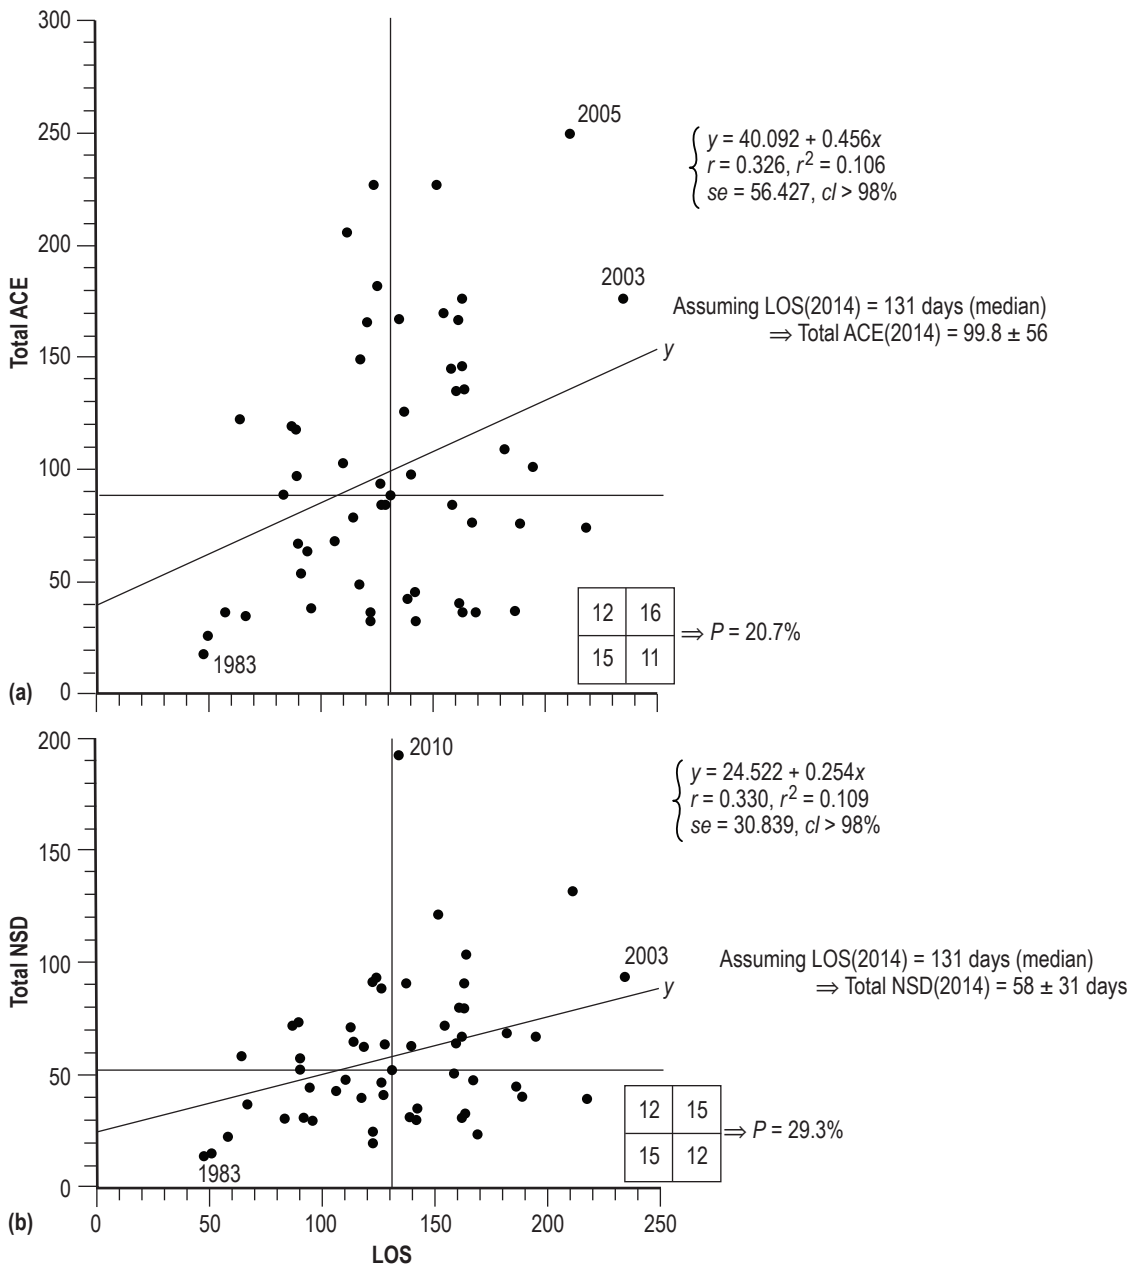 300
250
200
150
100
50
0
Total ACE
2005
2003
1983
y
y = 40.092 + 0.456x
r = 0.326, r² = 0.106
se = 56.427, cl > 98%
Assuming LOS(2014) = 131 days (median)
⇒ Total ACE(2014) = 99.8 ± 56
12 16
15 11
⇒ P = 20.7%
(a)
200
150
100
50
0
Total NSD
2010
2003
1983
y
y = 24.522 + 0.254x
r = 0.330, r² = 0.109
se = 30.839, cl > 98%
Assuming LOS(2014) = 131 days (median)
⇒ Total NSD(2014) = 58 ± 31 days
12 15
15 12
⇒ P = 29.3%
(b)
0 50 100 150 200 250
LOS